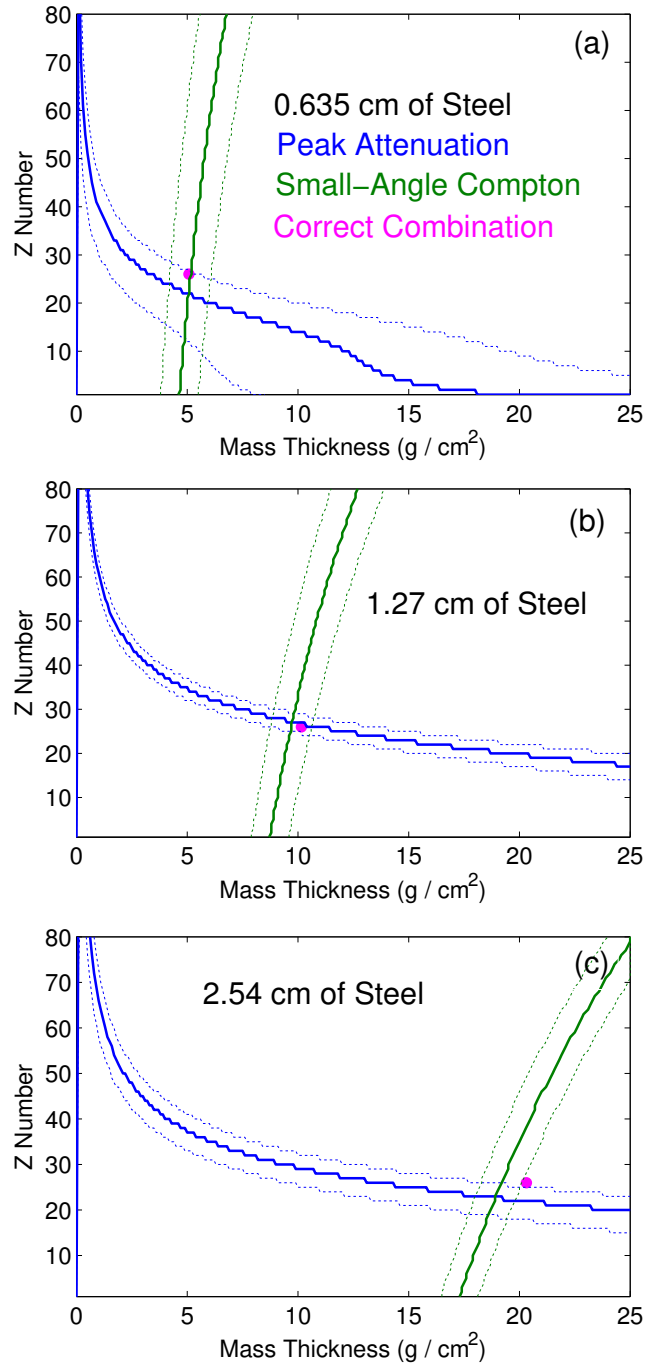 80
(a)
70
0.635 cm of Steel
60
Peak Attenuation
50
Small−Angle Compton
40
Correct Combination
30
20
10
Z Number
0 5 10 15 20 25
Mass Thickness (g / cm²)
80
(b)
70
60
1.27 cm of Steel
50
40
30
20
10
Z Number
0 5 10 15 20 25
Mass Thickness (g / cm²)
80
(c)
70
2.54 cm of Steel
60
50
40
30
20
10
Z Number
0 5 10 15 20 25
Mass Thickness (g / cm²)